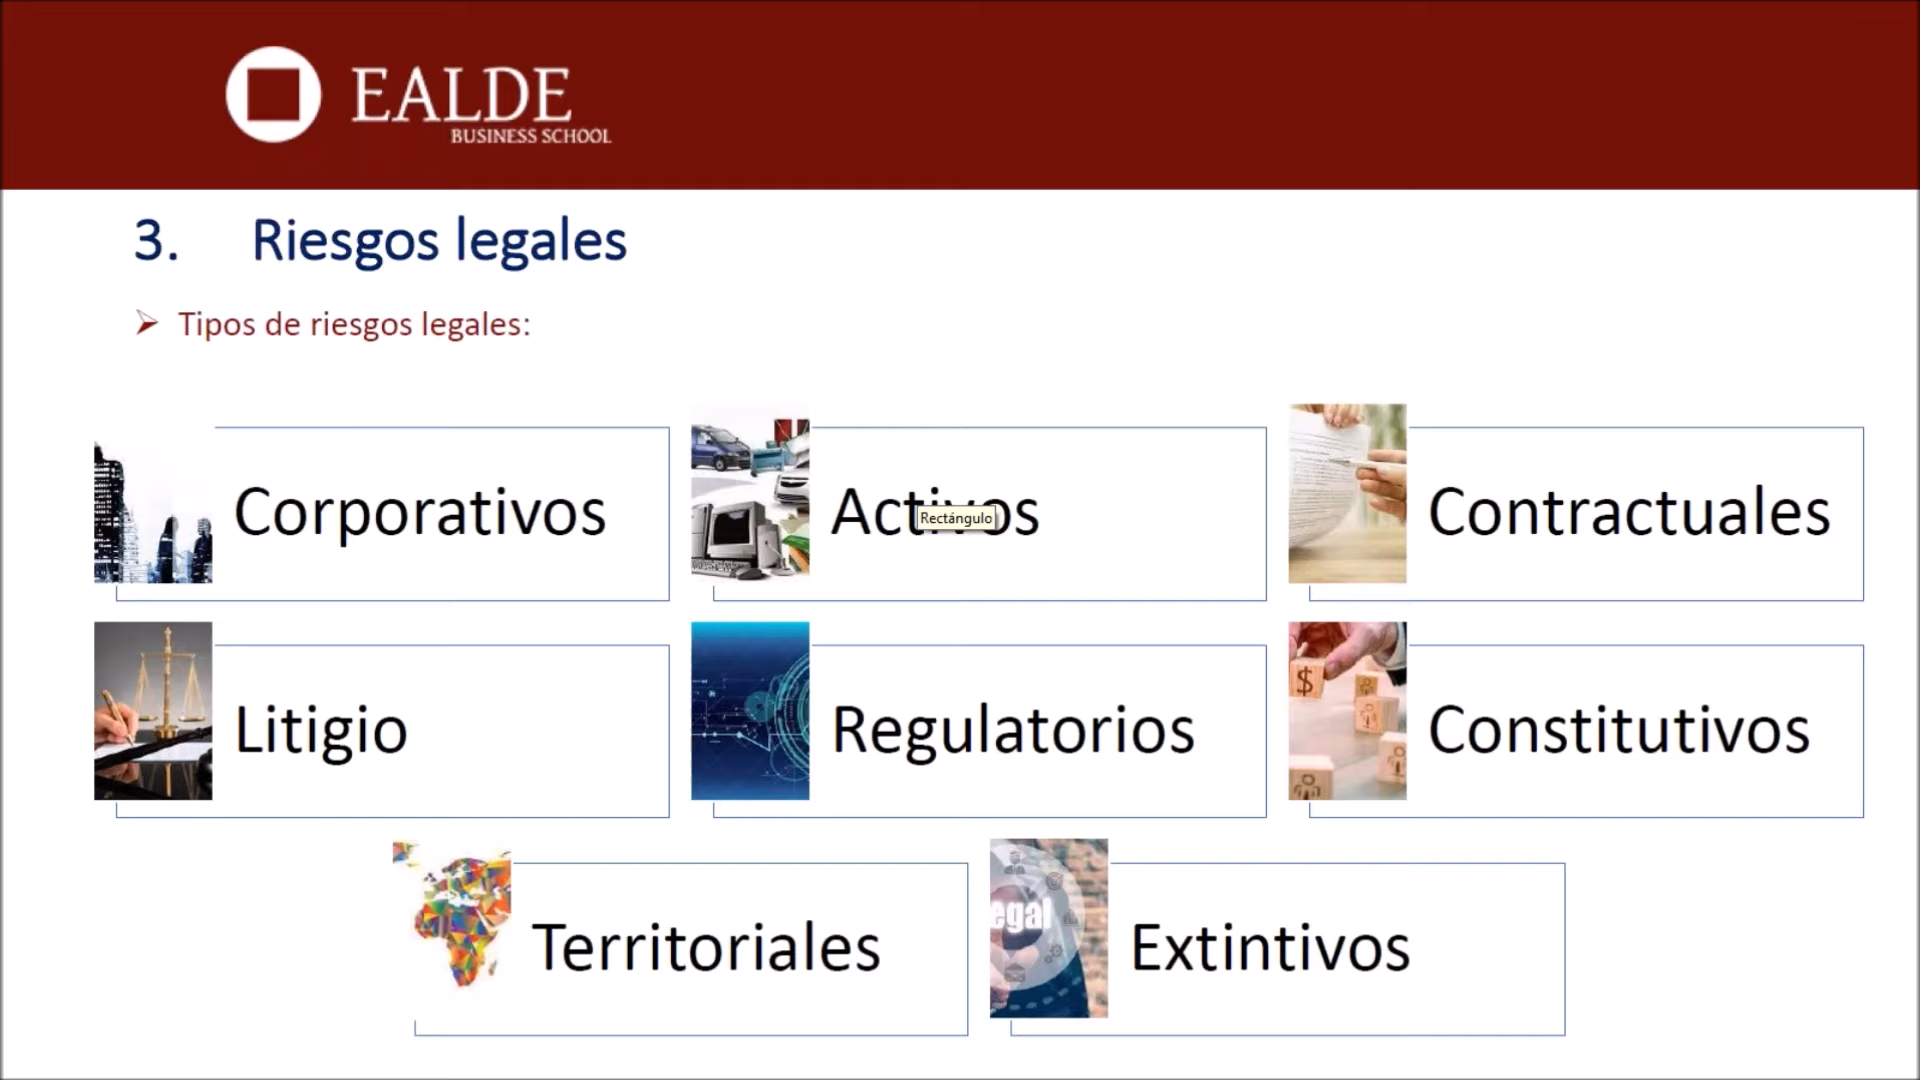 EALDE
BUSINESS SCHOOL
3. Riesgos legales
Tipos de riesgos legales:
Corporativos
Activos
Rectángulo
Contractuales
Litigio
Regulatorios
$
Constitutivos
Territoriales
egal
Extintivos